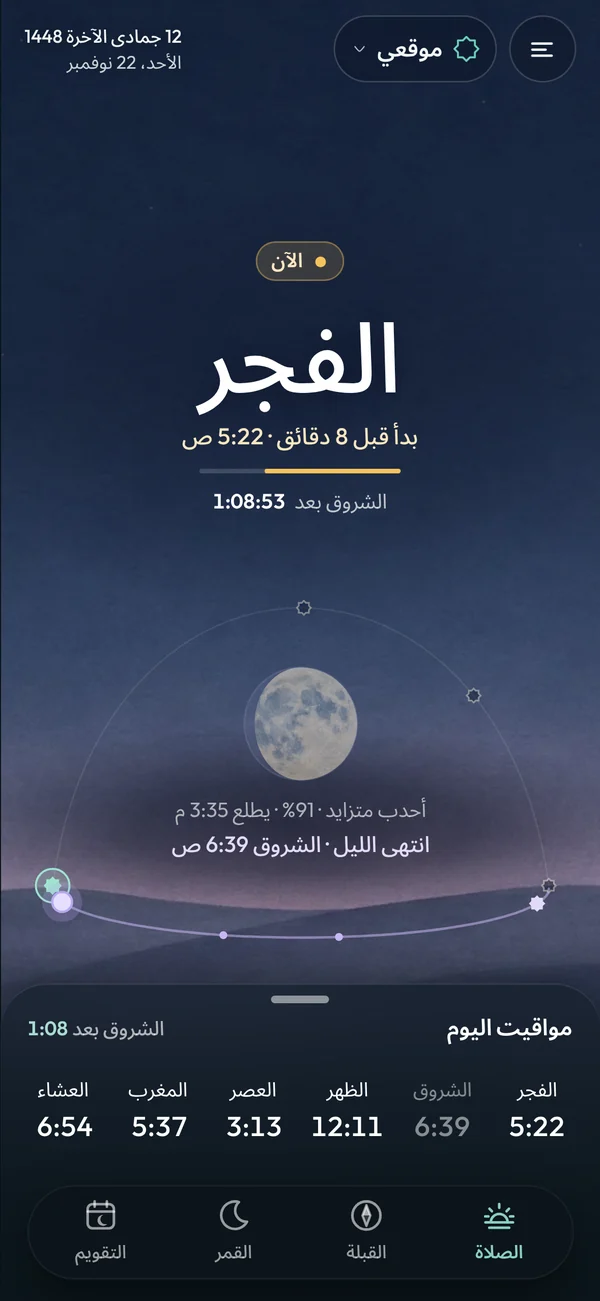 موقعي
12 جمادى الآخرة 1448
الأحد، 22 نوفمبر
الآن
الفجر
بدأ قبل 8 دقائق · 5:22 ص
الشروق بعد 1:08:53
أحدب متزايد · 91% · يطلع 3:35 م
انتهى الليل · الشروق 6:39 ص
مواقيت اليوم
الشروق بعد 1:08
الفجر الشروق الظهر العصر المغرب العشاء
5:22 6:39 12:11 3:13 5:37 6:54
الصلاة القبلة القمر التقويم